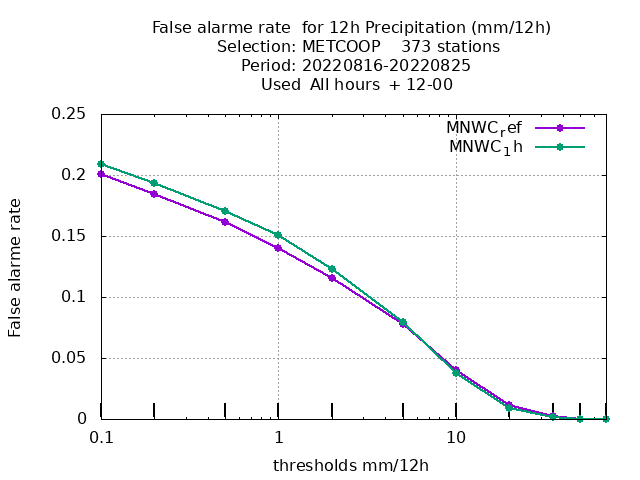 False alarme rate  for 12h Precipitation (mm/12h)
Selection: METCOOP    373 stations
Period: 20220816-20220825
Used  All hours  + 12-00
0.25
MNWCref
MNWC1h
0.2
0.15
0.1
0.05
0
False alarme rate
0.1 1 10
thresholds mm/12h